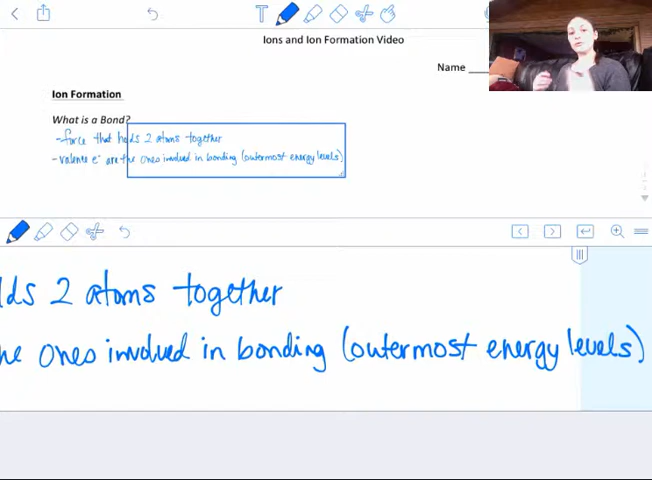 Ions and Ion Formation Video
Name
Ion Formation
What is a Bond?
-force that holds 2 atoms together
-valence e⁻ are the ones involved in bonding (outermost energy levels)
lds 2 atoms together
he ones involved in bonding (outermost energy levels)